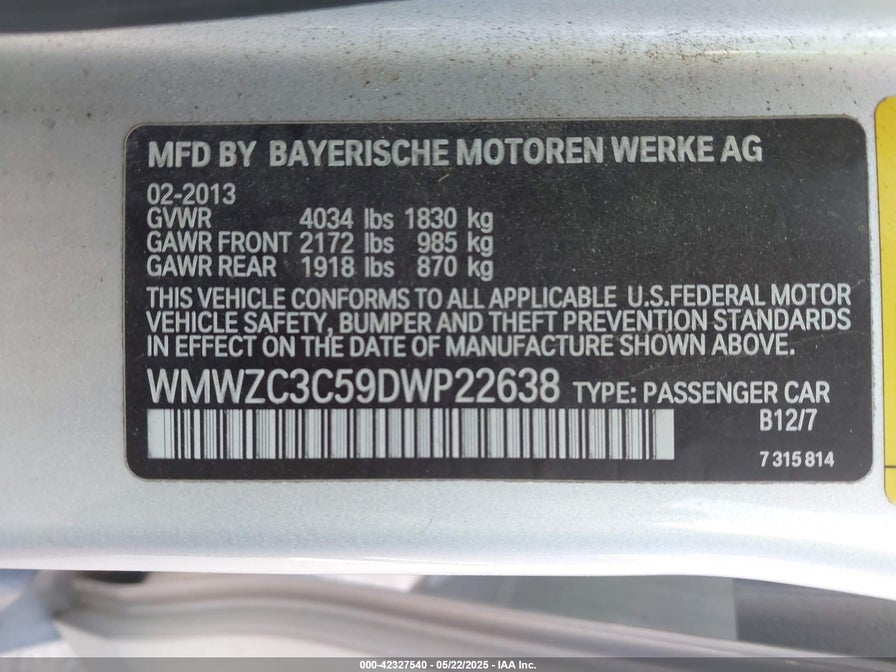 MFD BY BAYERISCHE MOTOREN WERKE AG
02-2013
GVWR 4034 lbs 1830 kg
GAWR FRONT 2172 lbs 985 kg
GAWR REAR 1918 lbs 870 kg
THIS VEHICLE CONFORMS TO ALL APPLICABLE U.S.FEDERAL MOTOR
VEHICLE SAFETY, BUMPER AND THEFT PREVENTION STANDARDS
IN EFFECT ON THE DATE OF MANUFACTURE SHOWN ABOVE.
WMWZC3C59DWP22638 TYPE: PASSENGER CAR
B12/7
7 315 814
000-42327540 - 05/22/2025 - IAA Inc.